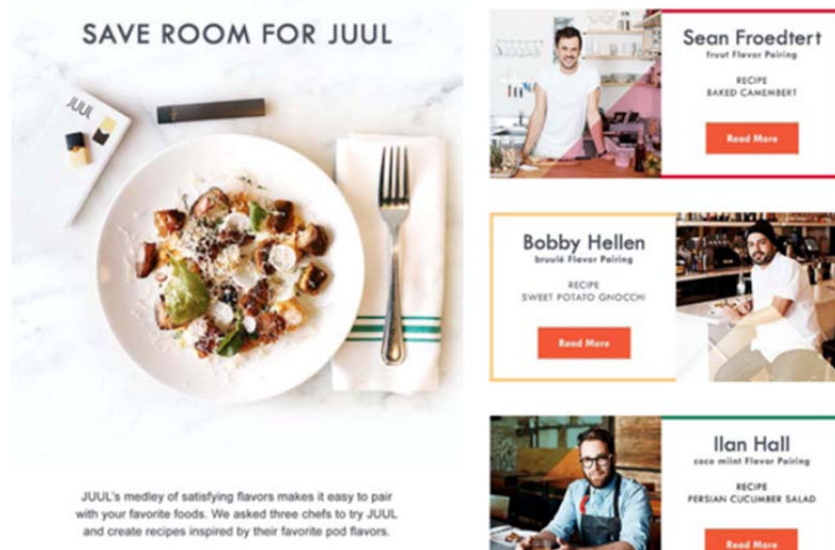 SAVE ROOM FOR JUUL
JUUL
JUUL's medley of satisfying flavors makes it easy to pair
with your favorite foods. We asked three chefs to try JUUL
and create recipes inspired by their favorite pod flavors.
Sean Froedtert
fruut Flavor Pairing
RECIPE
BAKED CAMEMBERT
Read More
Bobby Hellen
bruulé Flavor Pairing
RECIPE
SWEET POTATO GNOCCHI
Read More
Ilan Hall
coco miint Flavor Pairing
RECIPE
PERSIAN CUCUMBER SALAD
Read More